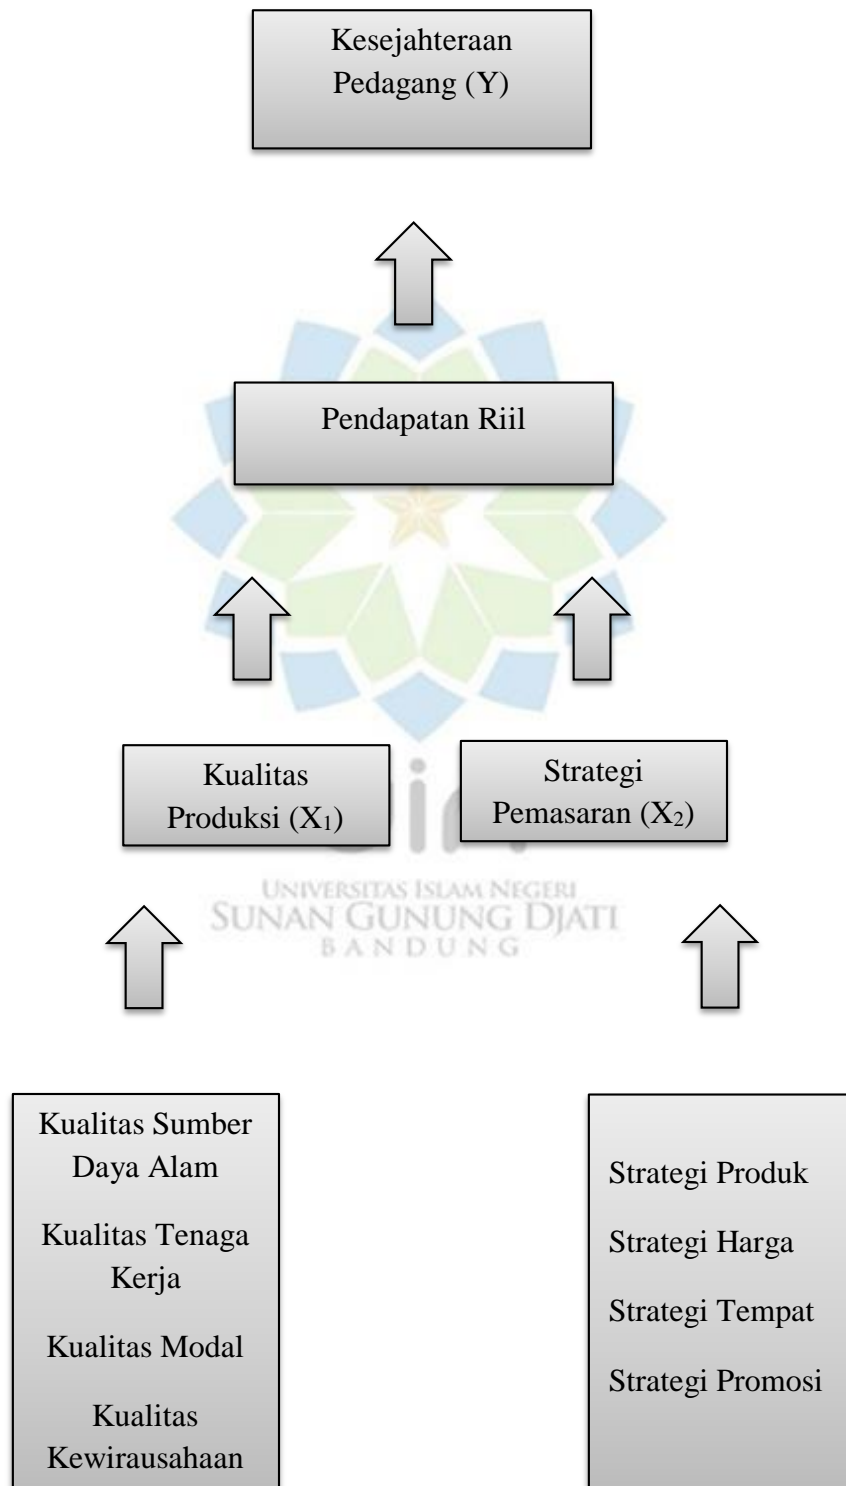 Kesejahteraan
Pedagang (Y)
Pendapatan Riil
Kualitas
Produksi (X₁)
Strategi
Pemasaran (X₂)
UNIVERSITAS ISLAM NEGERI
SUNAN GUNUNG DJATI
BANDUNG
Kualitas Sumber
Daya Alam
Kualitas Tenaga
Kerja
Kualitas Modal
Kualitas
Kewirausahaan
Strategi Produk
Strategi Harga
Strategi Tempat
Strategi Promosi